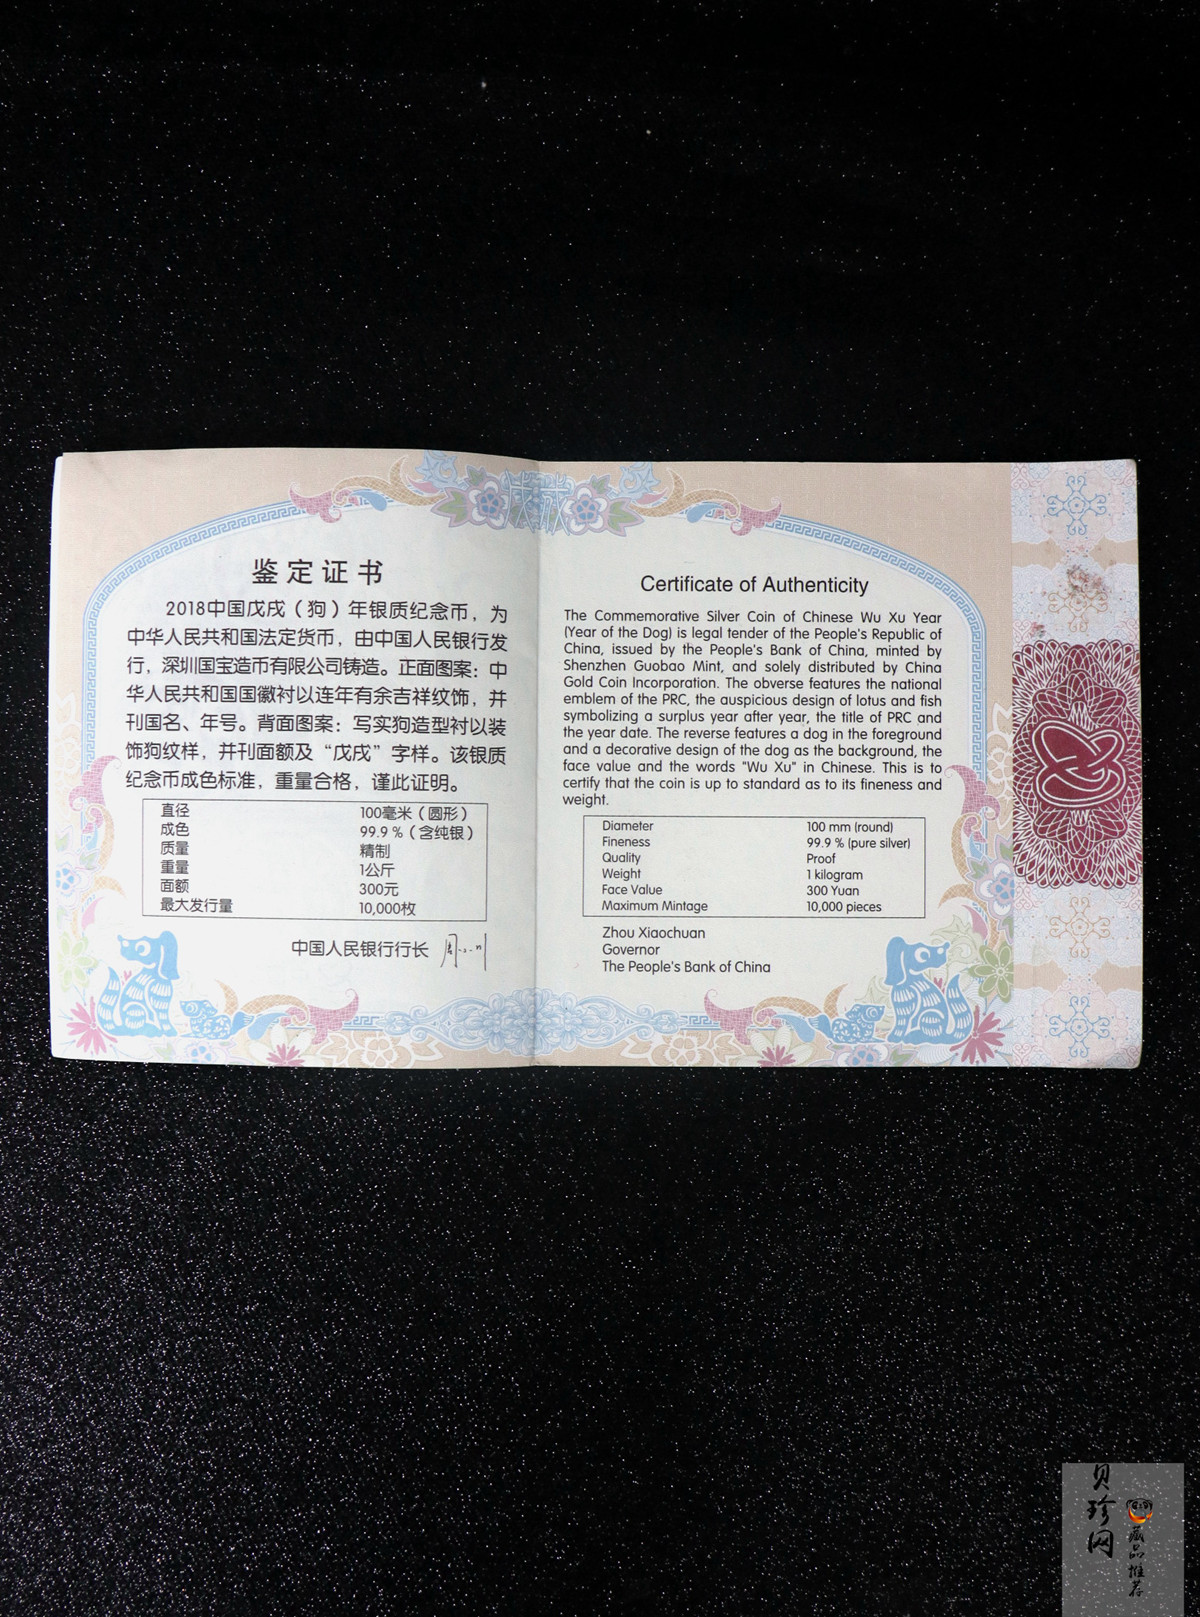 鉴定证书
2018中国戊戌（狗）年银质纪念币，为
中华人民共和国法定货币，由中国人民银行发
行，深圳国宝造币有限公司铸造。正面图案：中
华人民共和国国徽衬以连年有余吉祥纹饰，并
刊国名、年号。背面图案：写实狗造型衬以装
饰狗纹样，并刊面额及“戊戌”字样。该银质
纪念币成色标准，重量合格，谨此证明。
直径 100毫米（圆形）
成色 99.9％（含纯银）
质量 精制
重量 1公斤
面额 300元
最大发行量 10,000枚
中国人民银行行长
Certificate of Authenticity
The Commemorative Silver Coin of Chinese Wu Xu Year
(Year of the Dog) is legal tender of the People's Republic of
China, issued by the People's Bank of China, minted by
Shenzhen Guobao Mint, and solely distributed by China
Gold Coin Incorporation. The obverse features the national
emblem of the PRC, the auspicious design of lotus and fish
symbolizing a surplus year after year, the title of PRC and
the year date. The reverse features a dog in the foreground
and a decorative design of the dog as the background, the
face value and the words "Wu Xu" in Chinese. This is to
certify that the coin is up to standard as to its fineness and
weight.
Diameter 100 mm (round)
Fineness 99.9 % (pure silver)
Quality Proof
Weight 1 kilogram
Face Value 300 Yuan
Maximum Mintage 10,000 pieces
Zhou Xiaochuan
Governor
The People's Bank of China
贝珍网
藏品推荐